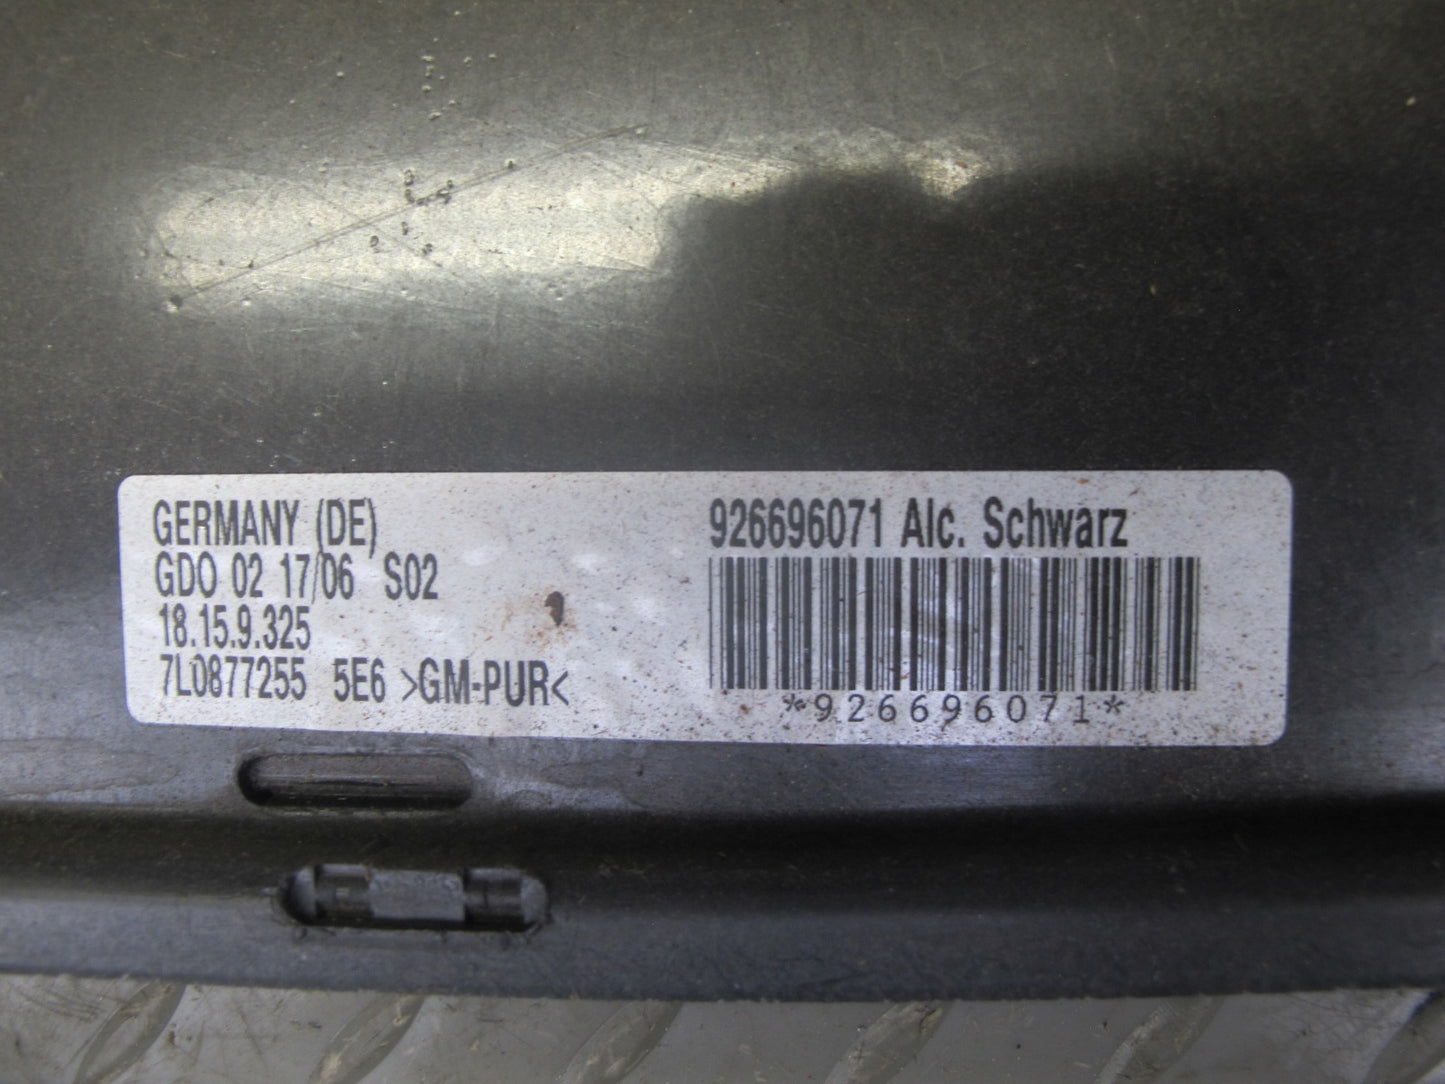 GERMANY (DE)
GDO 02 17/06 S02
18.15.9.325
7L0877255 5E6 >GM-PUR<
926696071 Alc. Schwarz
*926696071*